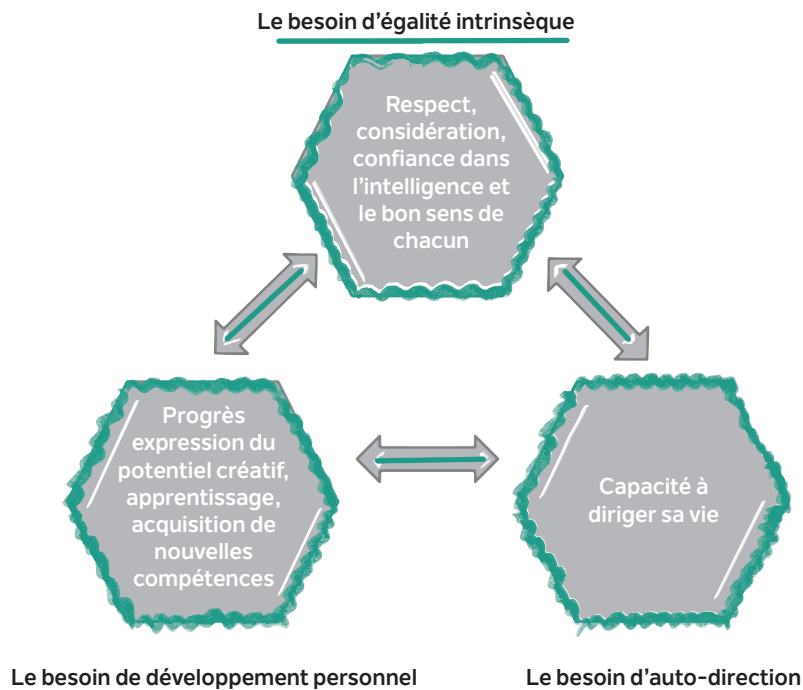 Le besoin d’égalité intrinsèque
Respect,
considération,
confiance dans
l’intelligence et
le bon sens de
chacun
Progrès
expression du
potentiel créatif,
apprentissage,
acquisition de
nouvelles
compétences
Capacité à
diriger sa vie
Le besoin de développement personnel
Le besoin d'auto-direction